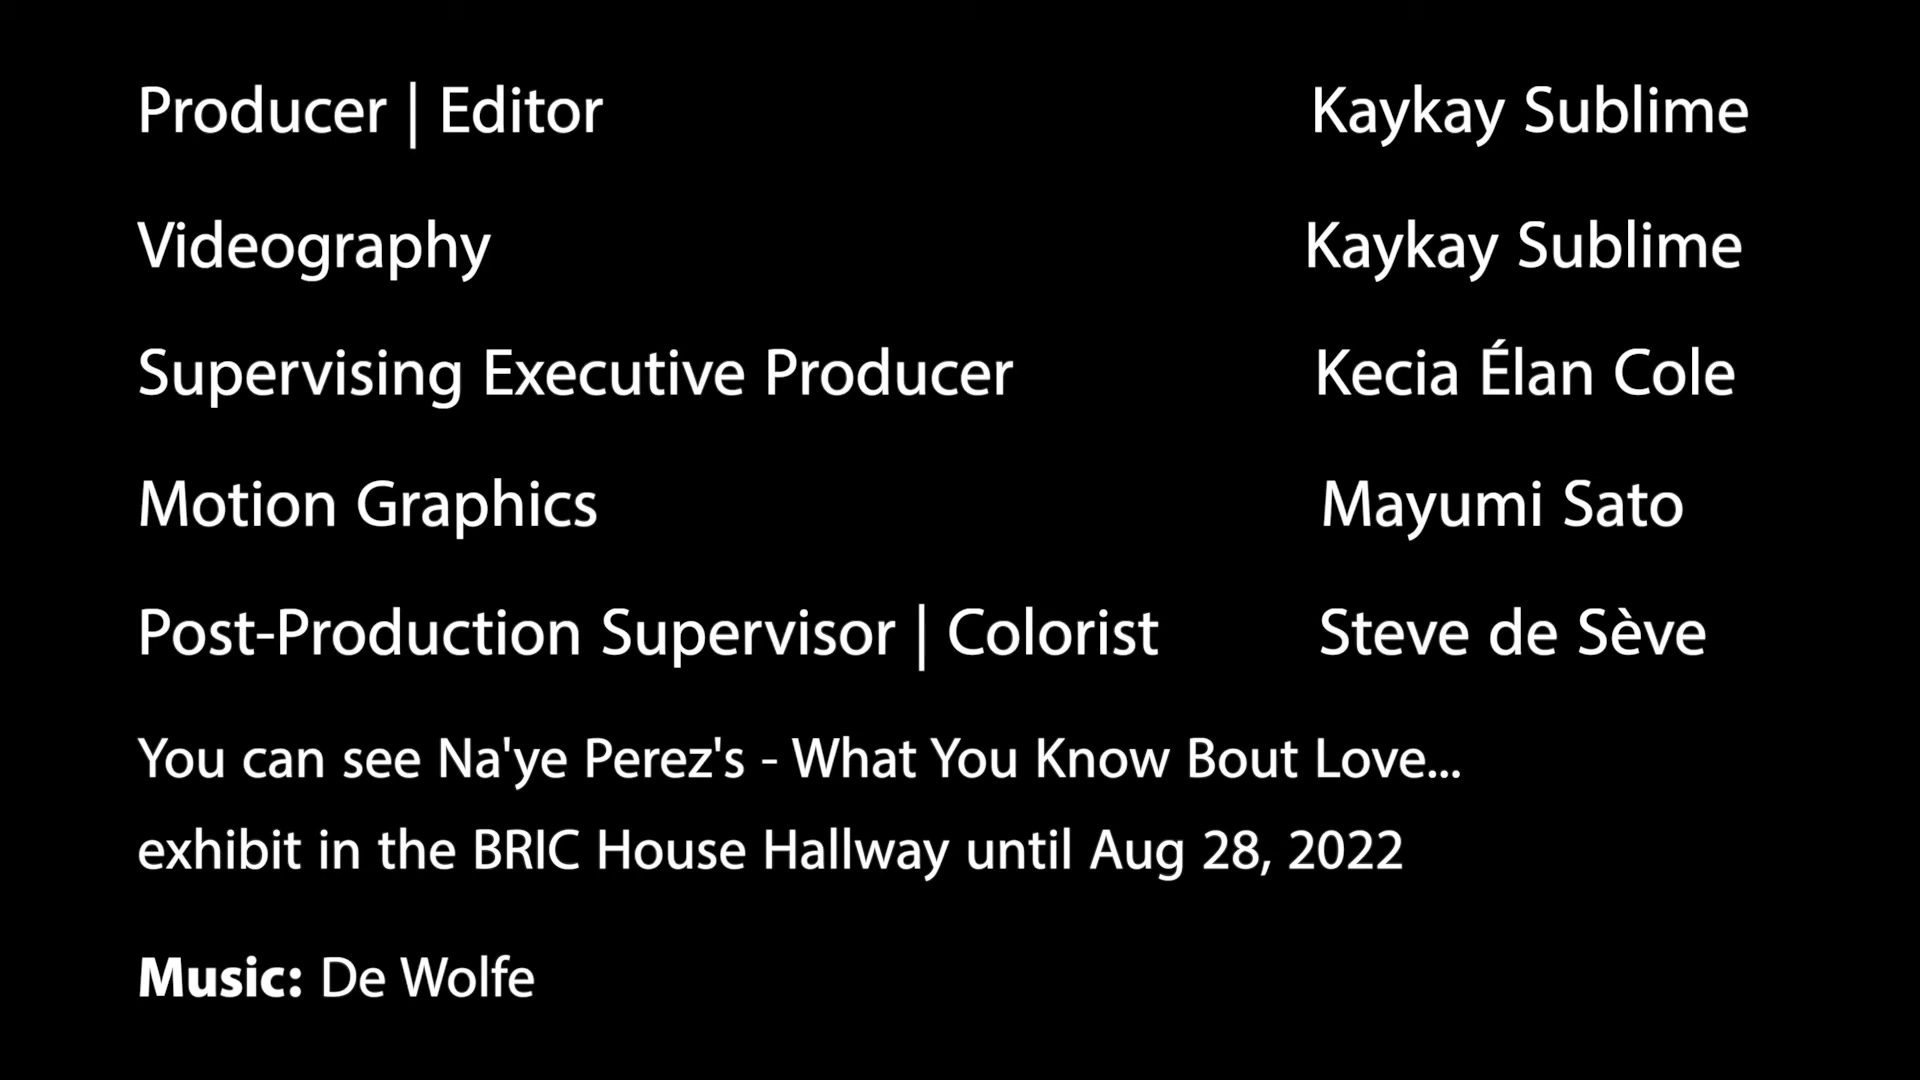 Producer | Editor Kaykay Sublime
Videography Kaykay Sublime
Supervising Executive Producer Kecia Élan Cole
Motion Graphics Mayumi Sato
Post-Production Supervisor | Colorist Steve de Sève
You can see Na'ye Perez's - What You Know Bout Love...
exhibit in the BRIC House Hallway until Aug 28, 2022
Music: De Wolfe